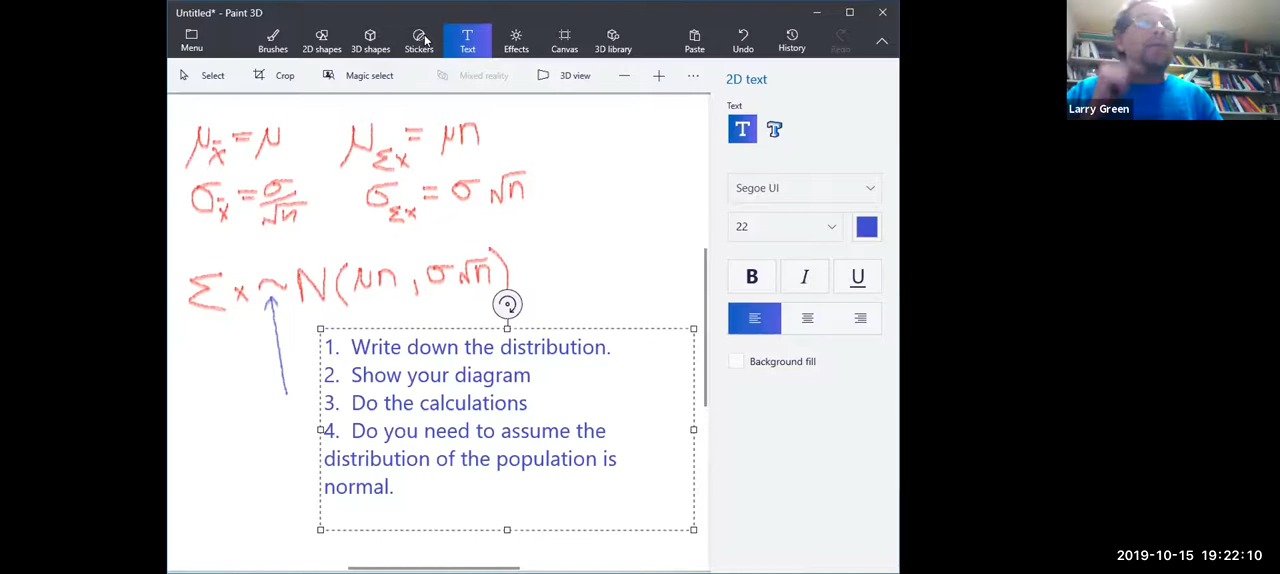 Untitled* - Paint 3D
Menu
Brushes
2D shapes
3D shapes
Stickers
Text
Effects
Canvas
3D library
Paste
Undo
History
Redo
Select
Crop
Magic select
Mixed reality
3D view
2D text
Text
Larry Green
T T
Segoe UI
22
B I U
Background fill
μx̄ = μ μΣx = μn
σx̄ = σ/√n σΣx = σ√n
Σx ~ N(μn, σ√n)
1. Write down the distribution.
2. Show your diagram
3. Do the calculations
4. Do you need to assume the
distribution of the population is
normal.
2019-10-15 19:22:10